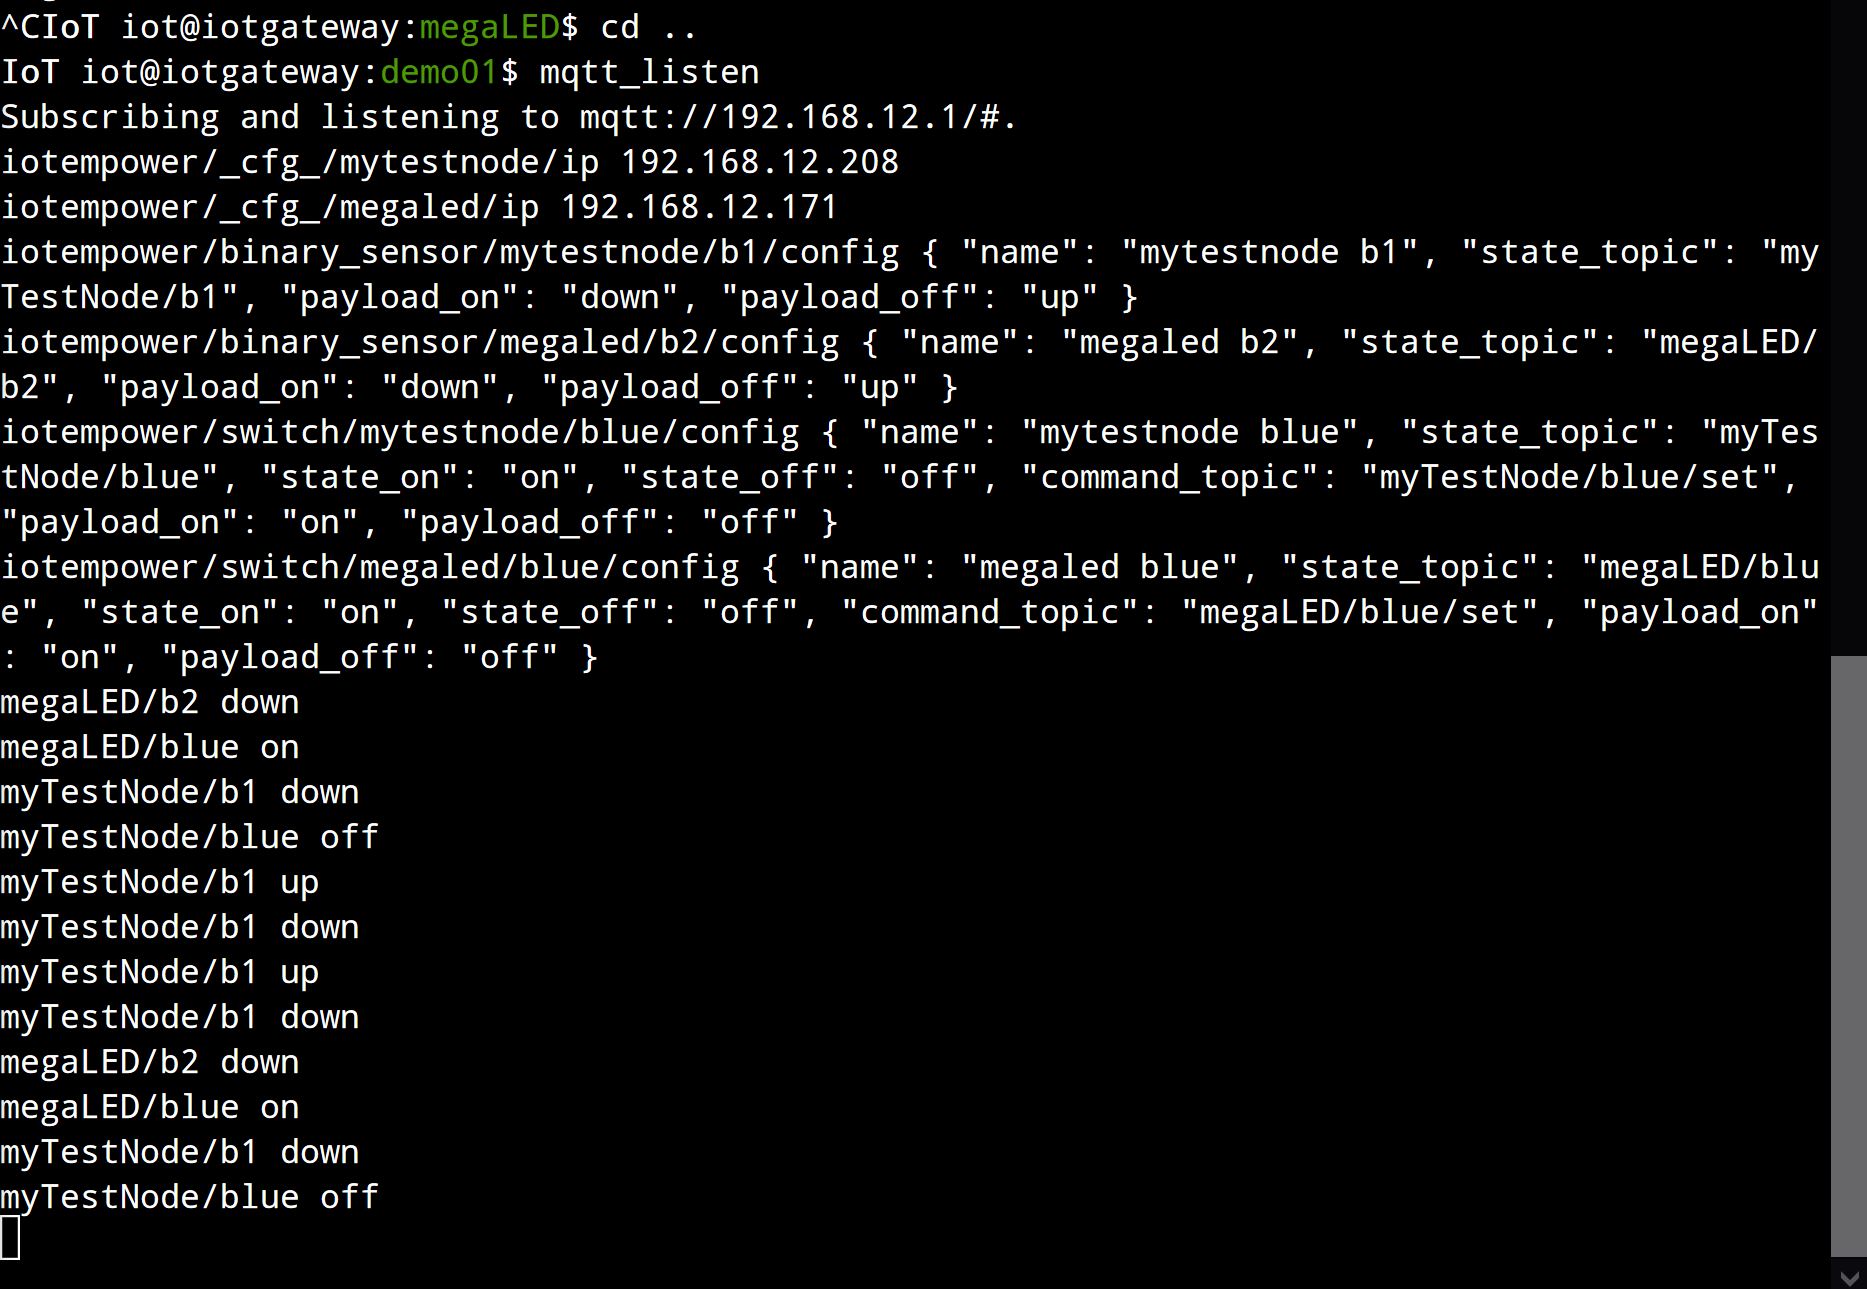 ^CIoT iot@iotgateway:megaLED$ cd ..
IoT iot@iotgateway:demo01$ mqtt_listen
Subscribing and listening to mqtt://192.168.12.1/#.
iotempower/_cfg_/mytestnode/ip 192.168.12.208
iotempower/_cfg_/megaled/ip 192.168.12.171
iotempower/binary_sensor/mytestnode/b1/config { "name": "mytestnode b1", "state_topic": "my
TestNode/b1", "payload_on": "down", "payload_off": "up" }
iotempower/binary_sensor/megaled/b2/config { "name": "megaled b2", "state_topic": "megaLED/
b2", "payload_on": "down", "payload_off": "up" }
iotempower/switch/mytestnode/blue/config { "name": "mytestnode blue", "state_topic": "myTes
tNode/blue", "state_on": "on", "state_off": "off", "command_topic": "myTestNode/blue/set",
"payload_on": "on", "payload_off": "off" }
iotempower/switch/megaled/blue/config { "name": "megaled blue", "state_topic": "megaLED/blu
e", "state_on": "on", "state_off": "off", "command_topic": "megaLED/blue/set", "payload_on"
: "on", "payload_off": "off" }
megaLED/b2 down
megaLED/blue on
myTestNode/b1 down
myTestNode/blue off
myTestNode/b1 up
myTestNode/b1 down
myTestNode/b1 up
myTestNode/b1 down
megaLED/b2 down
megaLED/blue on
myTestNode/b1 down
myTestNode/blue off